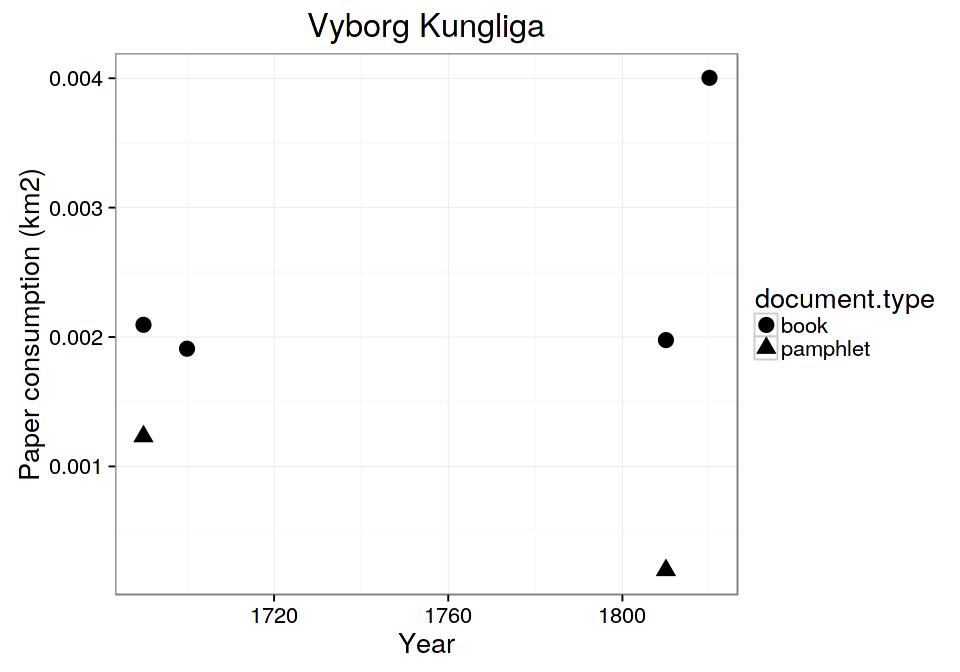 Vyborg Kungliga
Paper consumption (km2)
0.004
0.003
0.002
0.001
1720 1760 1800
Year
document.type
book
pamphlet